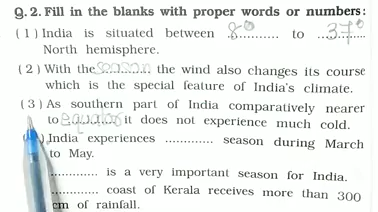 Q. 2. Fill in the blanks with proper words or numbers:
( 1 ) India is situated between 8° ............ to 37° ............
North hemisphere.
( 2 ) With the season ............ the wind also changes its course
which is the special feature of India's climate.
( 3 ) As southern part of India comparatively nearer
to equator ............ it does not experience much cold.
) India experiences ............. season during March
to May.
............. is a very important season for India.
............. coast of Kerala receives more than 300
cm of rainfall.